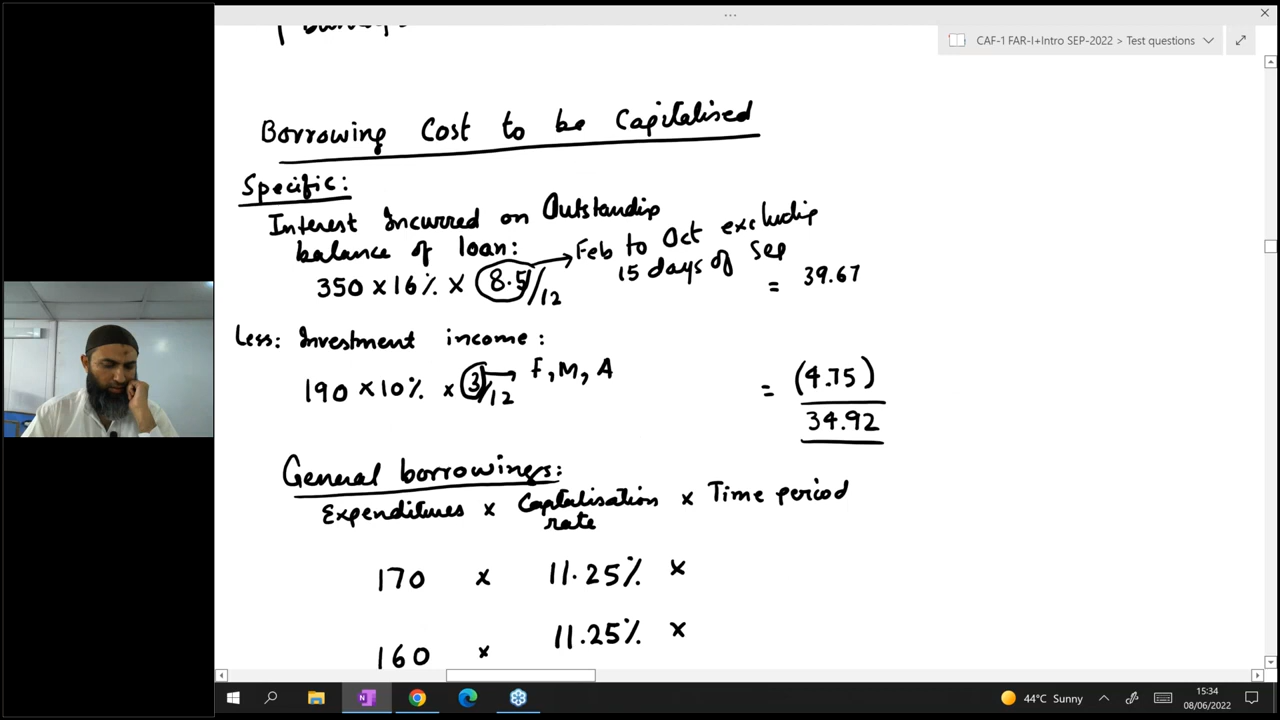 CAF-1 FAR-I+Intro SEP-2022 > Test questions
Borrowing Cost to be Capitalised
Specific:
Interest Incurred on Outstanding
balance of loan:
350 x 16% x 8.5/12 → Feb to Oct excluding
15 days of Sep
= 39.67
Less: Investment income:
190 x 10% x 3/12 → F, M, A
= (4.75)
34.92
General borrowings:
Expenditures x Capitalisation rate x Time period
170 x 11.25% x
160 x 11.25% x
44°C Sunny
15:34
08/06/2022